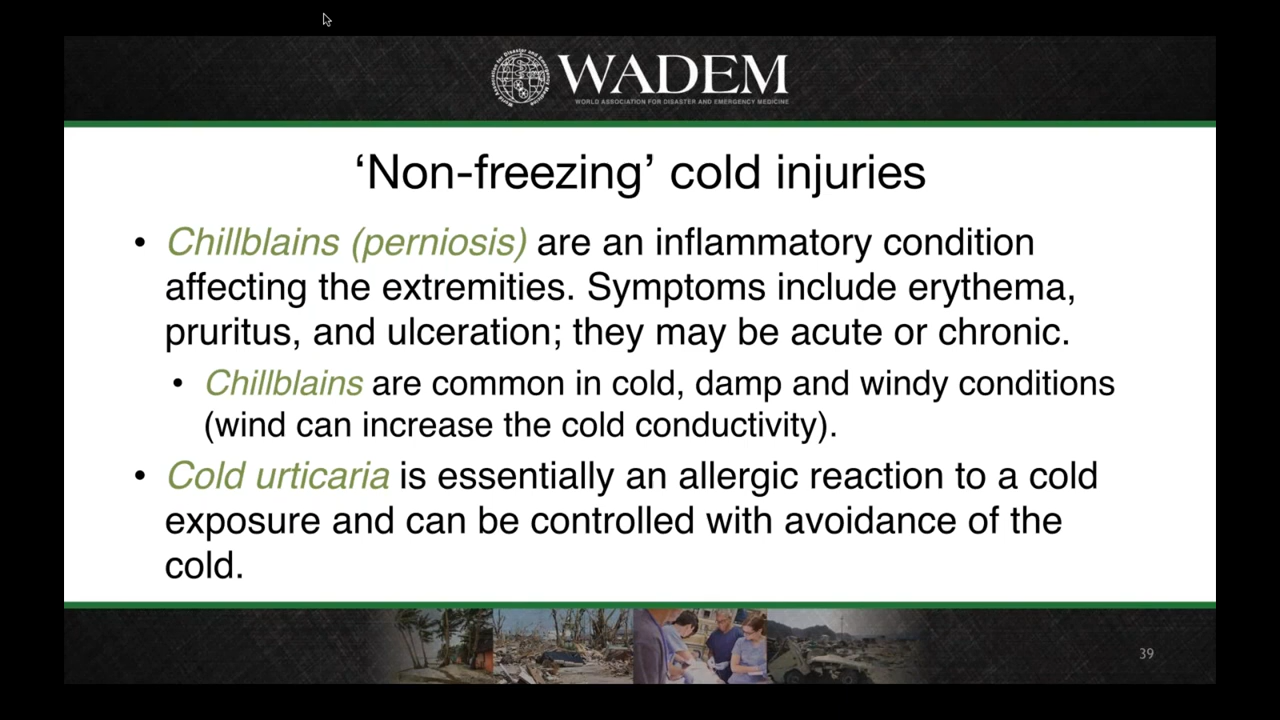 WADEM
WORLD ASSOCIATION FOR DISASTER AND EMERGENCY MEDICINE
‘Non-freezing’ cold injuries
• Chillblains (perniosis) are an inflammatory condition
affecting the extremities. Symptoms include erythema,
pruritus, and ulceration; they may be acute or chronic.
• Chillblains are common in cold, damp and windy conditions
(wind can increase the cold conductivity).
• Cold urticaria is essentially an allergic reaction to a cold
exposure and can be controlled with avoidance of the
cold.
39